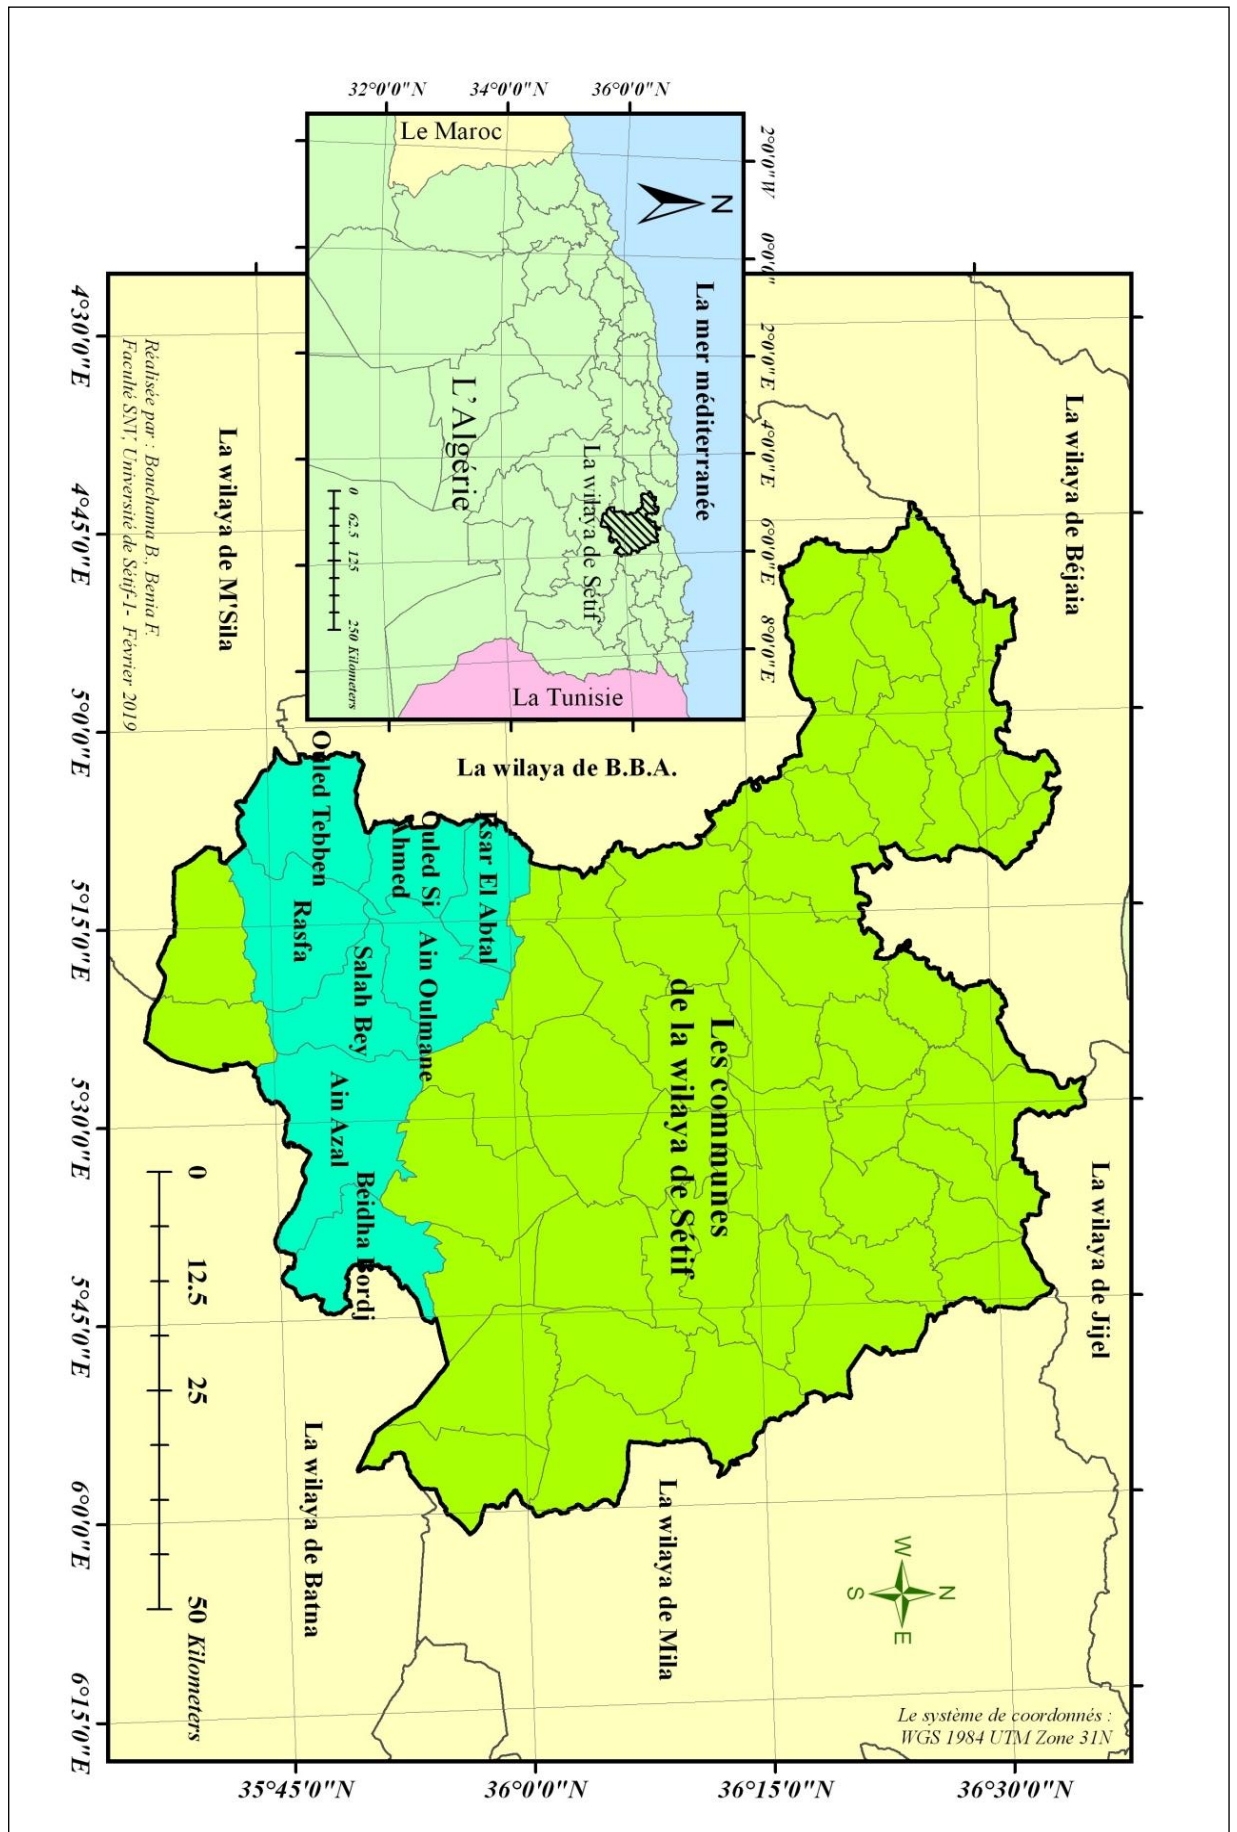 32°0'0"N
34°0'0"N
36°0'0"N
2°0'0"W
0°0'0"
2°0'0"E
4°0'0"E
6°0'0"E
8°0'0"E
Le Maroc
N
La mer méditerranée
L'Algérie
La wilaya de Sétif
La Tunisie
0 62.5 125 250 Kilometers
La wilaya de Béjaia
La wilaya de Jijel
La wilaya de Mila
La wilaya de B.B.A.
La wilaya de M'Sila
La wilaya de Batna
Les communes
de la wilaya de Sétif
Ksar El Abtal
Ouled Si
Ahmed
Ain Oulmane
Ouled Tebben
Rasfa
Salah Bey
Ain Azal
Beidha Bordj
Réalisée par : Bouchama B., Benia F.
Faculté SNV, Université de Sétif-1- Février 2019
0 12.5 25 50 Kilometers
N
W
E
S
Le système de coordonnés :
WGS 1984 UTM Zone 31N
4°30'0"E
4°45'0"E
5°0'0"E
5°15'0"E
5°30'0"E
5°45'0"E
6°0'0"E
6°15'0"E
35°45'0"N
36°0'0"N
36°15'0"N
36°30'0"N